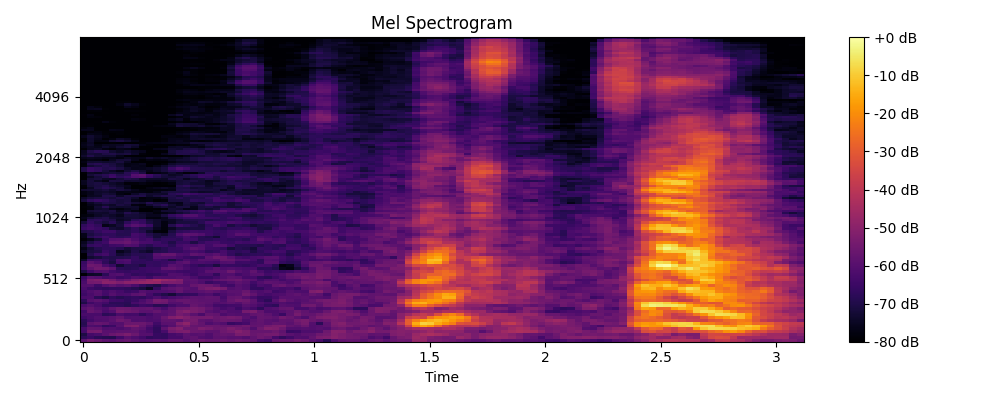 Mel Spectrogram
+0 dB
-10 dB
-20 dB
-30 dB
-40 dB
-50 dB
-60 dB
-70 dB
-80 dB
4096
2048
1024
512
0
Hz
0 0.5 1 1.5 2 2.5 3
Time